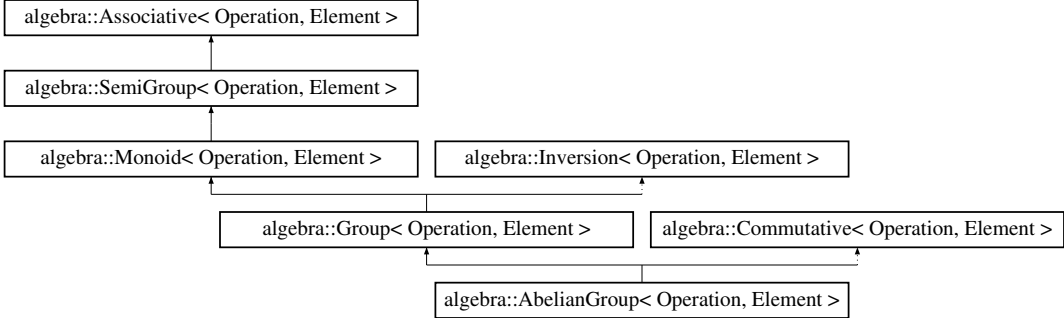 algebra::Associative< Operation, Element >
algebra::SemiGroup< Operation, Element >
algebra::Monoid< Operation, Element >
algebra::Inversion< Operation, Element >
algebra::Group< Operation, Element >
algebra::Commutative< Operation, Element >
algebra::AbelianGroup< Operation, Element >